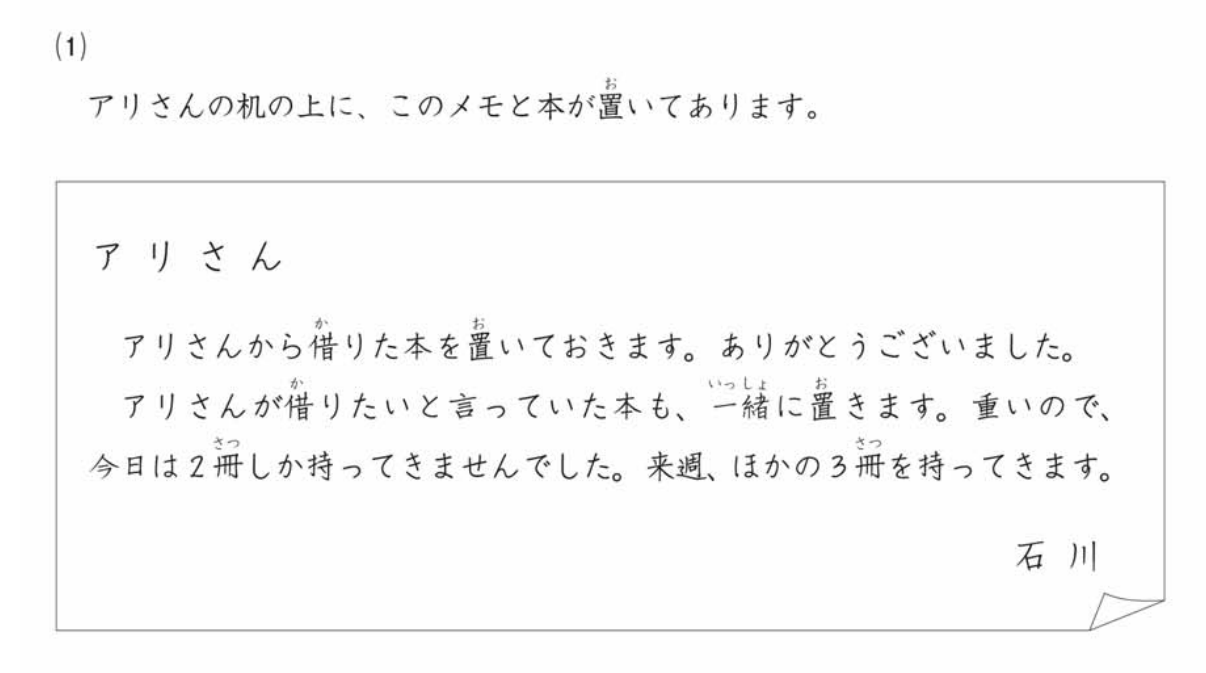 (1)
アリさんの机の上に、このメモと本が置いてあります。
アリさん
アリさんから借りた本を置いておきます。ありがとうございました。
アリさんが借りたいと言っていた本も、一緒に置きます。重いので、
今日は2冊しか持ってきませんでした。来週、ほかの3冊を持ってきます。
石川